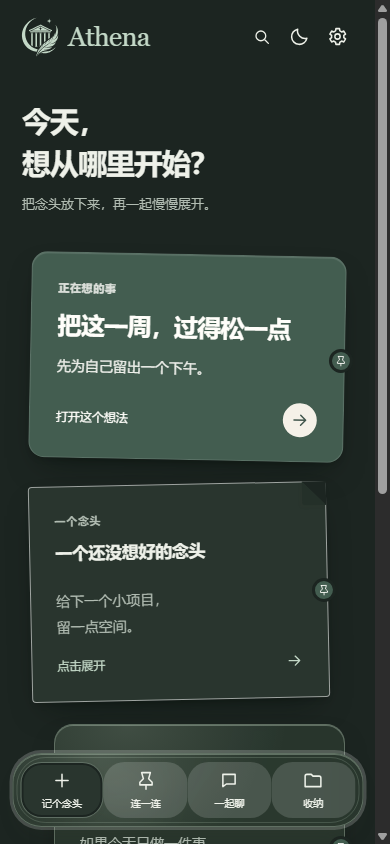 Athena
今天，
想从哪里开始？
把念头放下来，再一起慢慢展开。
正在想的事
把这一周，过得松一点
先为自己留出一个下午。
打开这个想法
一个念头
一个还没想好的念头
给下一个小项目，
留一点空间。
点击展开
记个念头
连一连
一起聊
收纳
如果今天只做一件事